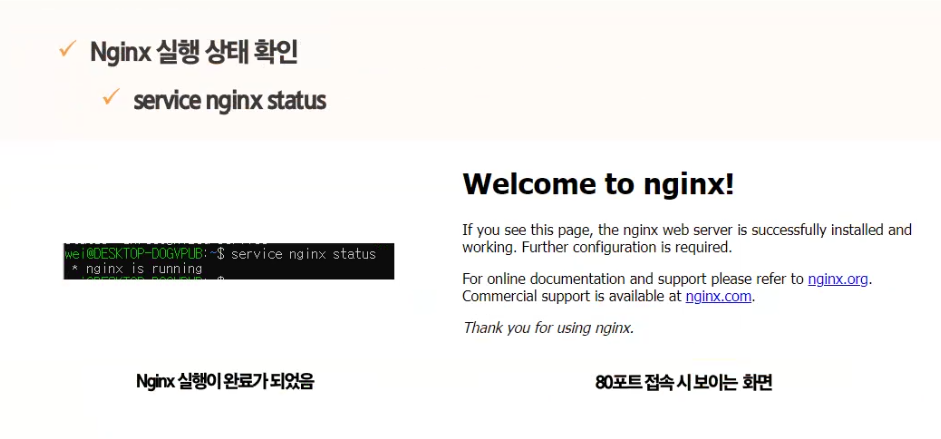 Nginx 실행 상태 확인
service nginx status
wei@DESKTOP-DOGVPUB:~$ service nginx status
* nginx is running
Nginx 실행이 완료가 되었음
Welcome to nginx!
If you see this page, the nginx web server is successfully installed and
working. Further configuration is required.
For online documentation and support please refer to nginx.org.
Commercial support is available at nginx.com.
Thank you for using nginx.
80포트 접속 시 보이는 화면